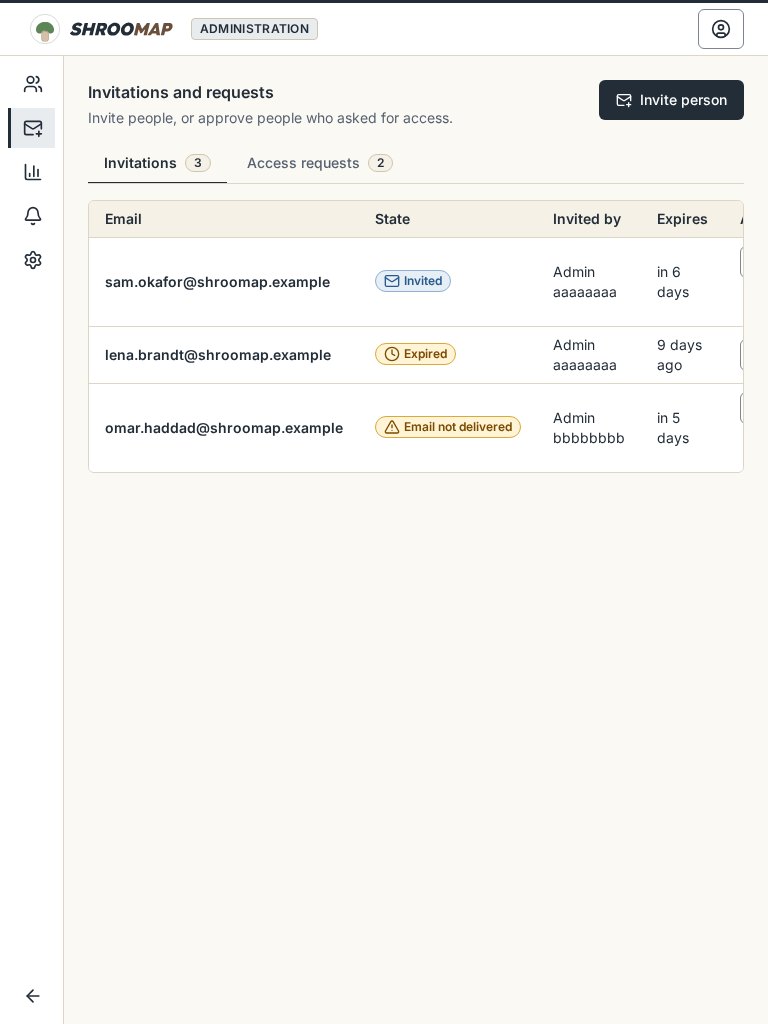 SHROOMAP ADMINISTRATION
Invitations and requests
Invite people, or approve people who asked for access.
Invite person
Invitations 3 Access requests 2
Email State Invited by Expires
sam.okafor@shroomap.example Invited Admin aaaaaaaa in 6 days
lena.brandt@shroomap.example Expired Admin aaaaaaaa 9 days ago
omar.haddad@shroomap.example Email not delivered Admin bbbbbbbb in 5 days